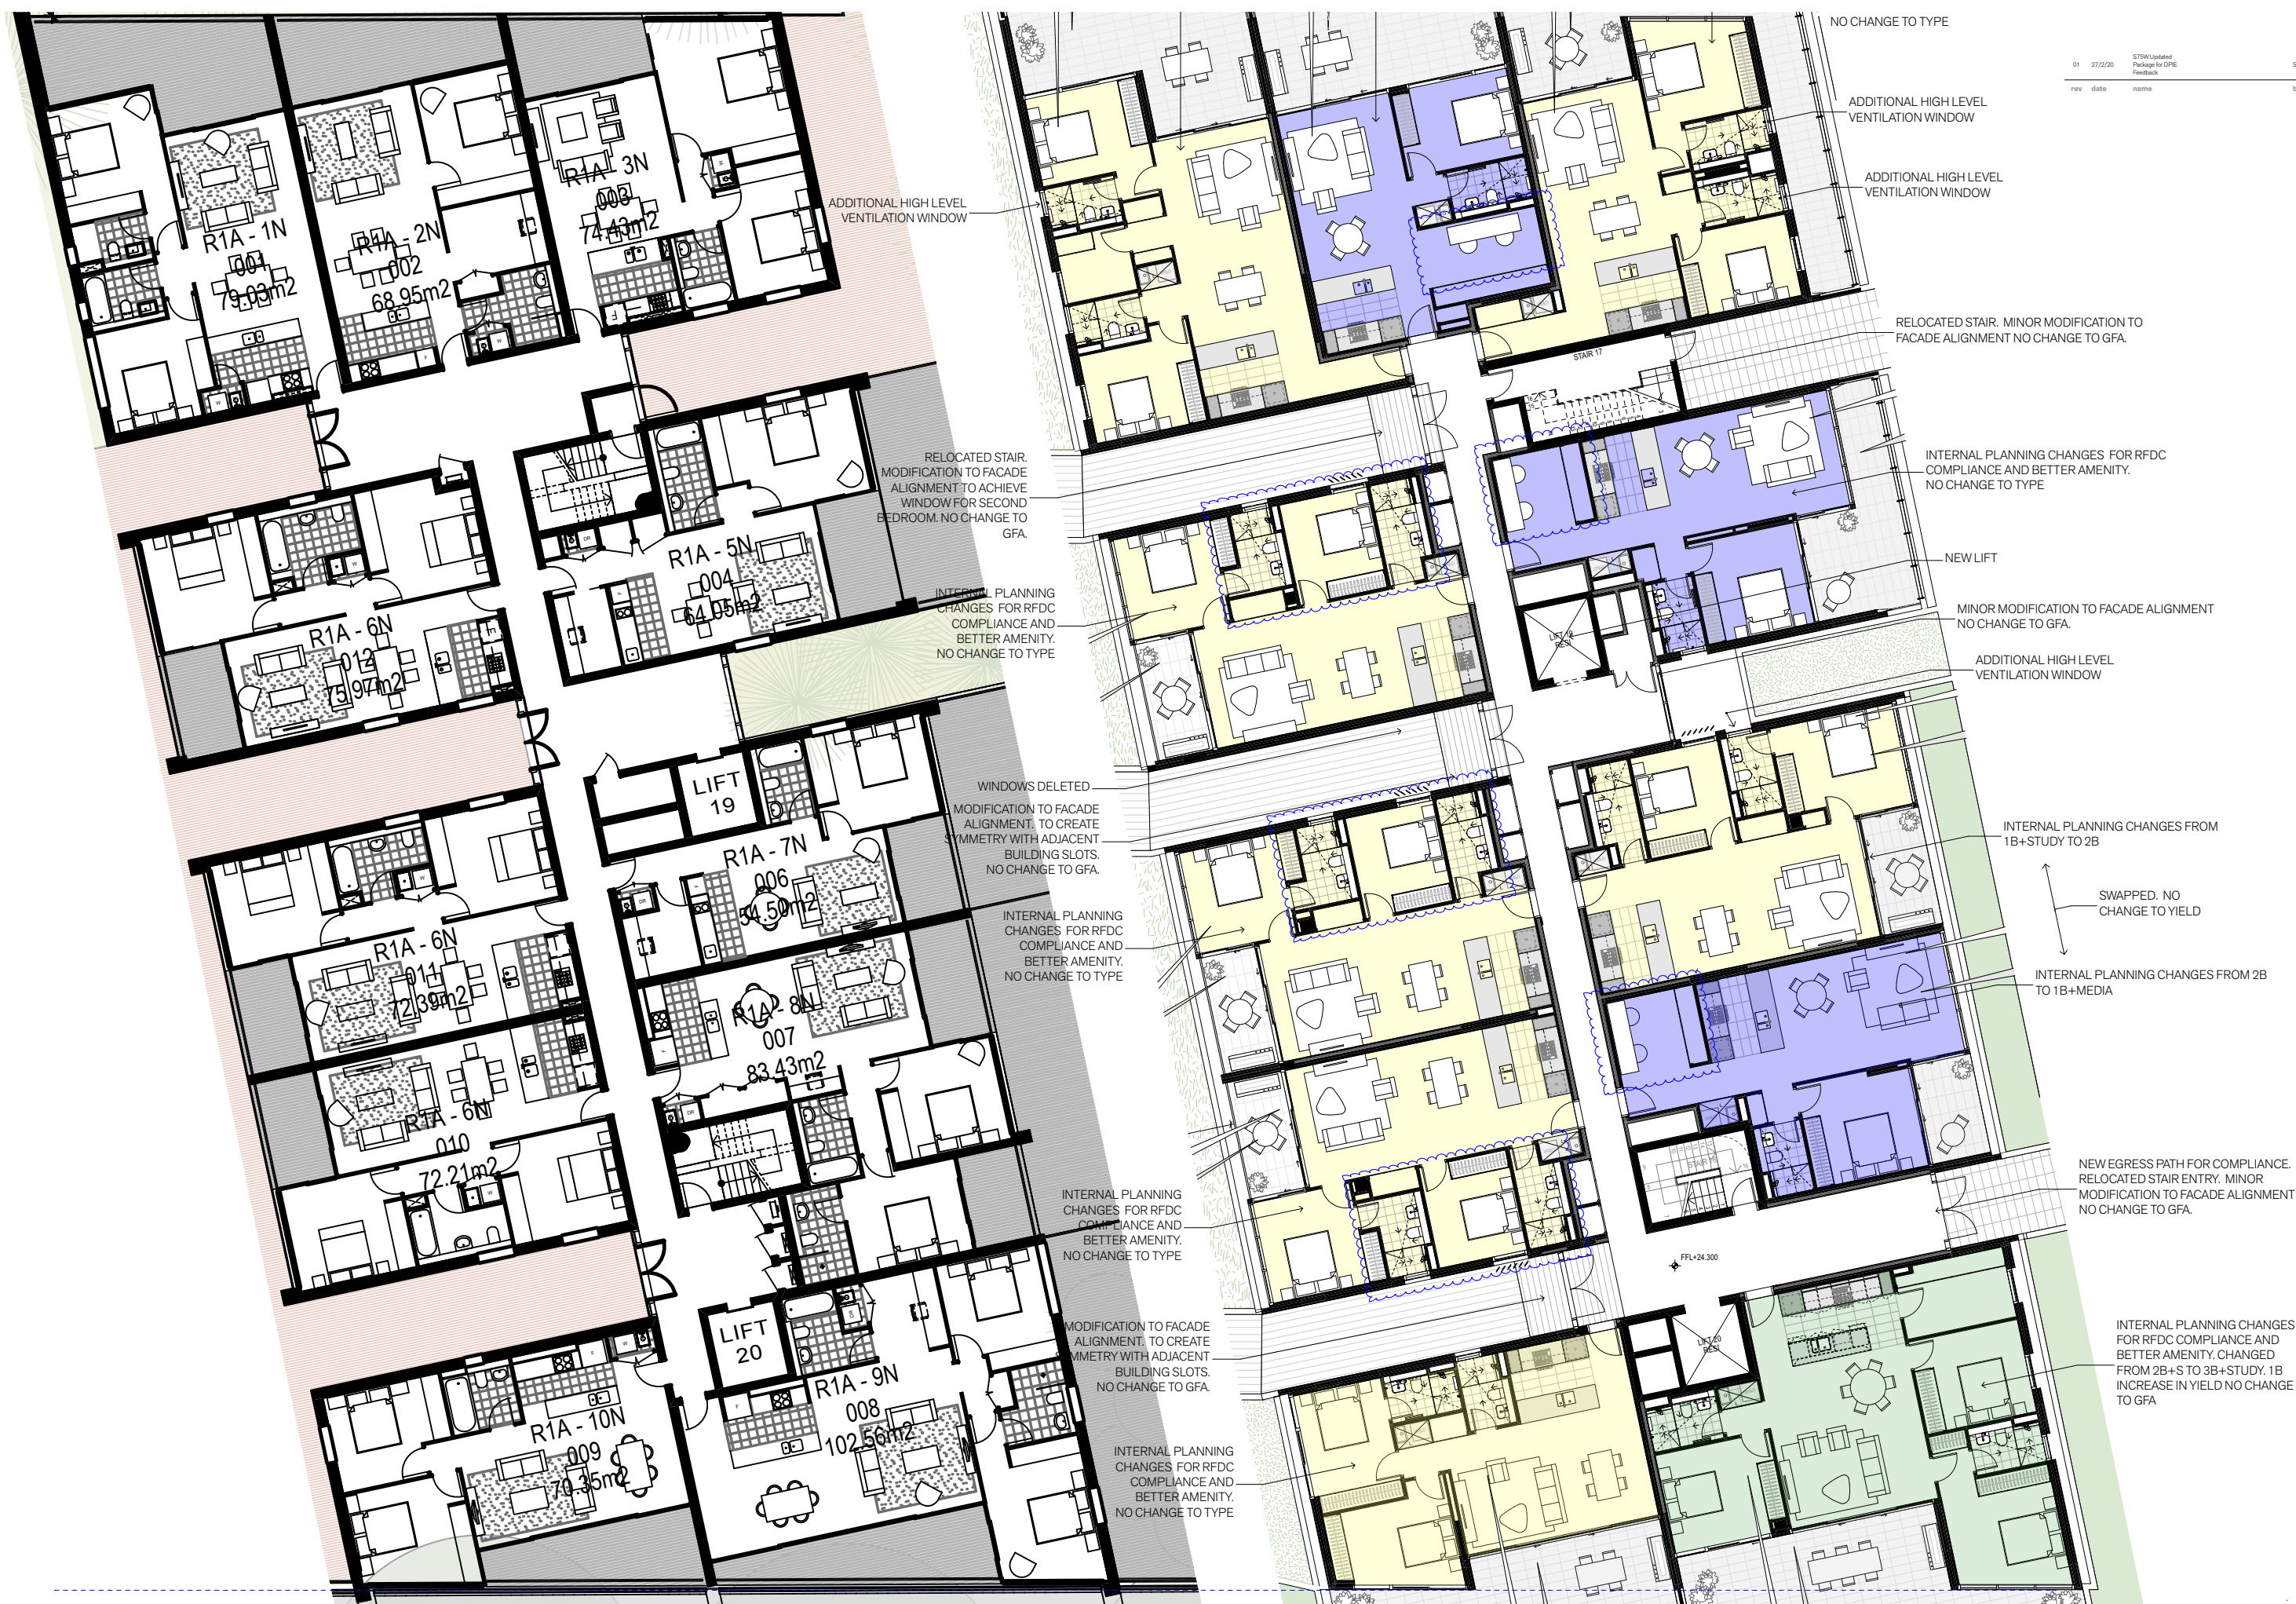 NO CHANGE TO TYPE
S75W Updated
01 27/2/20 Package for DPIE
Feedback
rev date name
ADDITIONAL HIGH LEVEL
VENTILATION WINDOW
ADDITIONAL HIGH LEVEL
VENTILATION WINDOW
ADDITIONAL HIGH LEVEL
VENTILATION WINDOW
RELOCATED STAIR. MINOR MODIFICATION TO
FACADE ALIGNMENT NO CHANGE TO GFA.
STAIR 17
RELOCATED STAIR.
MODIFICATION TO FACADE
ALIGNMENT TO ACHIEVE
WINDOW FOR SECOND
BEDROOM. NO CHANGE TO
GFA.
INTERNAL PLANNING CHANGES FOR RFDC
COMPLIANCE AND BETTER AMENITY.
NO CHANGE TO TYPE
NEW LIFT
INTERNAL PLANNING
CHANGES FOR RFDC
COMPLIANCE AND
BETTER AMENITY.
NO CHANGE TO TYPE
MINOR MODIFICATION TO FACADE ALIGNMENT
NO CHANGE TO GFA.
LIFT 19
RESI
ADDITIONAL HIGH LEVEL
VENTILATION WINDOW
WINDOWS DELETED
MODIFICATION TO FACADE
ALIGNMENT. TO CREATE
SYMMETRY WITH ADJACENT
BUILDING SLOTS.
NO CHANGE TO GFA.
INTERNAL PLANNING CHANGES FROM
1B+STUDY TO 2B
SWAPPED. NO
CHANGE TO YIELD
INTERNAL PLANNING
CHANGES FOR RFDC
COMPLIANCE AND
BETTER AMENITY.
NO CHANGE TO TYPE
INTERNAL PLANNING CHANGES FROM 2B
TO 1B+MEDIA
NEW EGRESS PATH FOR COMPLIANCE.
RELOCATED STAIR ENTRY. MINOR
MODIFICATION TO FACADE ALIGNMENT
NO CHANGE TO GFA.
INTERNAL PLANNING
CHANGES FOR RFDC
COMPLIANCE AND
BETTER AMENITY.
NO CHANGE TO TYPE
FFL+24.300
MODIFICATION TO FACADE
ALIGNMENT. TO CREATE
MMETRY WITH ADJACENT
BUILDING SLOTS.
NO CHANGE TO GFA.
LIFT 20
RESI
INTERNAL PLANNING CHANGES
FOR RFDC COMPLIANCE AND
BETTER AMENITY. CHANGED
FROM 2B+S TO 3B+STUDY. 1B
INCREASE IN YIELD NO CHANGE
TO GFA
INTERNAL PLANNING
CHANGES FOR RFDC
COMPLIANCE AND
BETTER AMENITY.
NO CHANGE TO TYPE
R1A - 1N
001
79.03m2
R1A - 2N
002
68.95m2
R1A - 3N
003
74.43m2
R1A - 5N
004
64.05m2
R1A - 6N
012
75.97m2
LIFT
19
R1A - 7N
006
54.50m2
R1A - 6N
011
72.39m2
R1A - 8N
007
83.43m2
R1A - 6N
010
72.21m2
LIFT
20
R1A - 9N
008
102.56m2
R1A - 10N
009
70.35m2